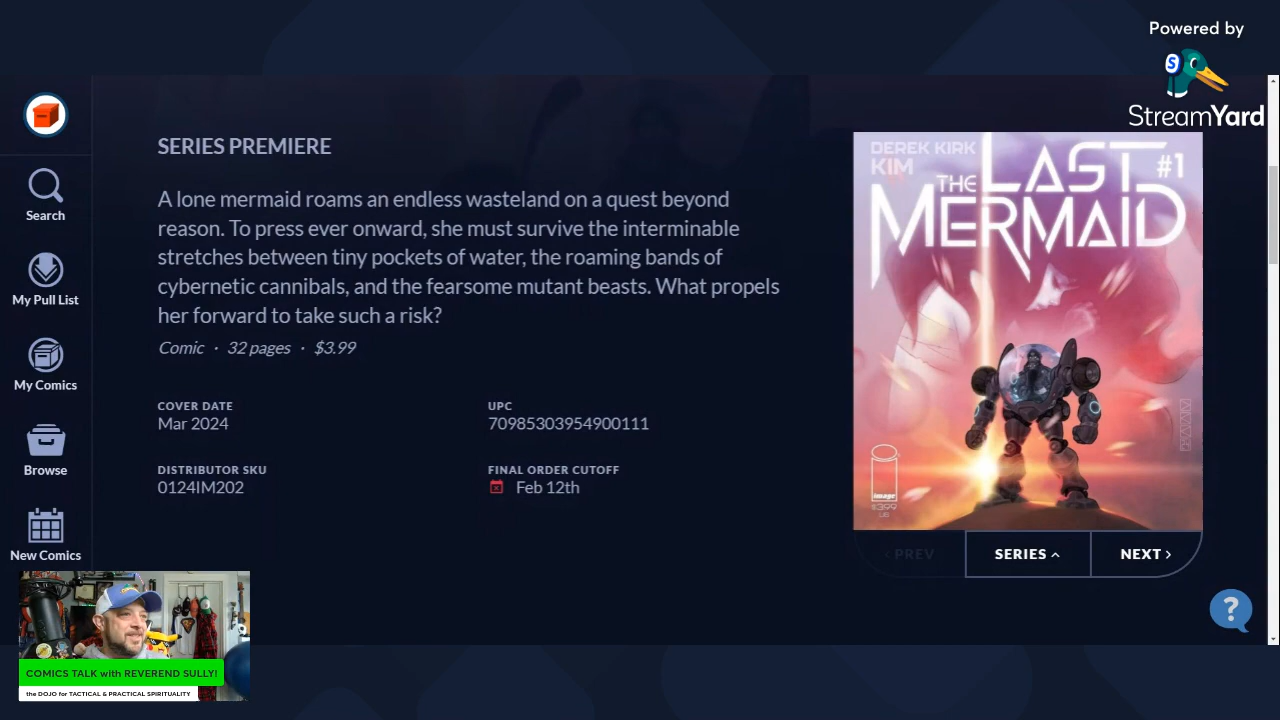 Powered by
StreamYard
SERIES PREMIERE
A lone mermaid roams an endless wasteland on a quest beyond
reason. To press ever onward, she must survive the interminable
stretches between tiny pockets of water, the roaming bands of
cybernetic cannibals, and the fearsome mutant beasts. What propels
her forward to take such a risk?
Comic · 32 pages · $3.99
COVER DATE
Mar 2024
UPC
70985303954900111
DISTRIBUTOR SKU
0124IM202
FINAL ORDER CUTOFF
Feb 12th
Search
My Pull List
My Comics
Browse
New Comics
DEREK KIRK
KIM
THE LAST
#1
MERMAID
image
$3.99
US
‹ PREV
SERIES
NEXT ›
?
COMICS TALK with REVEREND SULLY!
the DOJO for TACTICAL & PRACTICAL SPIRITUALITY